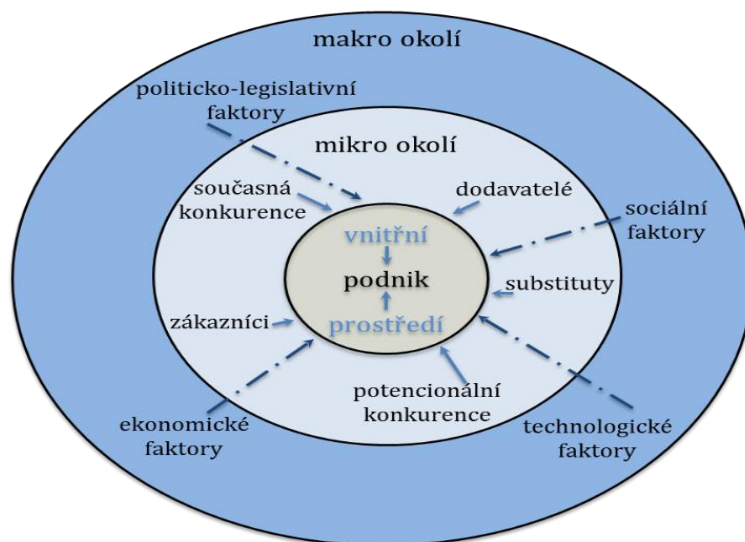 makro okolí
politicko-legislativní
faktory
mikro okolí
současná
konkurence
dodavatelé
sociální
faktory
vnitřní
podnik
prostředí
substituty
zákazníci
potencionální
konkurence
ekonomické
faktory
technologické
faktory